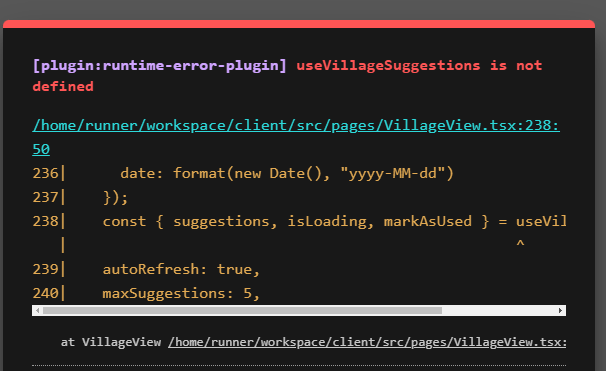 [plugin:runtime-error-plugin] useVillageSuggestions is not
defined
/home/runner/workspace/client/src/pages/VillageView.tsx:238:
50
236|      date: format(new Date(), "yyyy-MM-dd")
237|    });
238|    const { suggestions, isLoading, markAsUsed } = useVil
   |                                                   ^
239|    autoRefresh: true,
240|    maxSuggestions: 5,
at VillageView /home/runner/workspace/client/src/pages/VillageView.tsx: